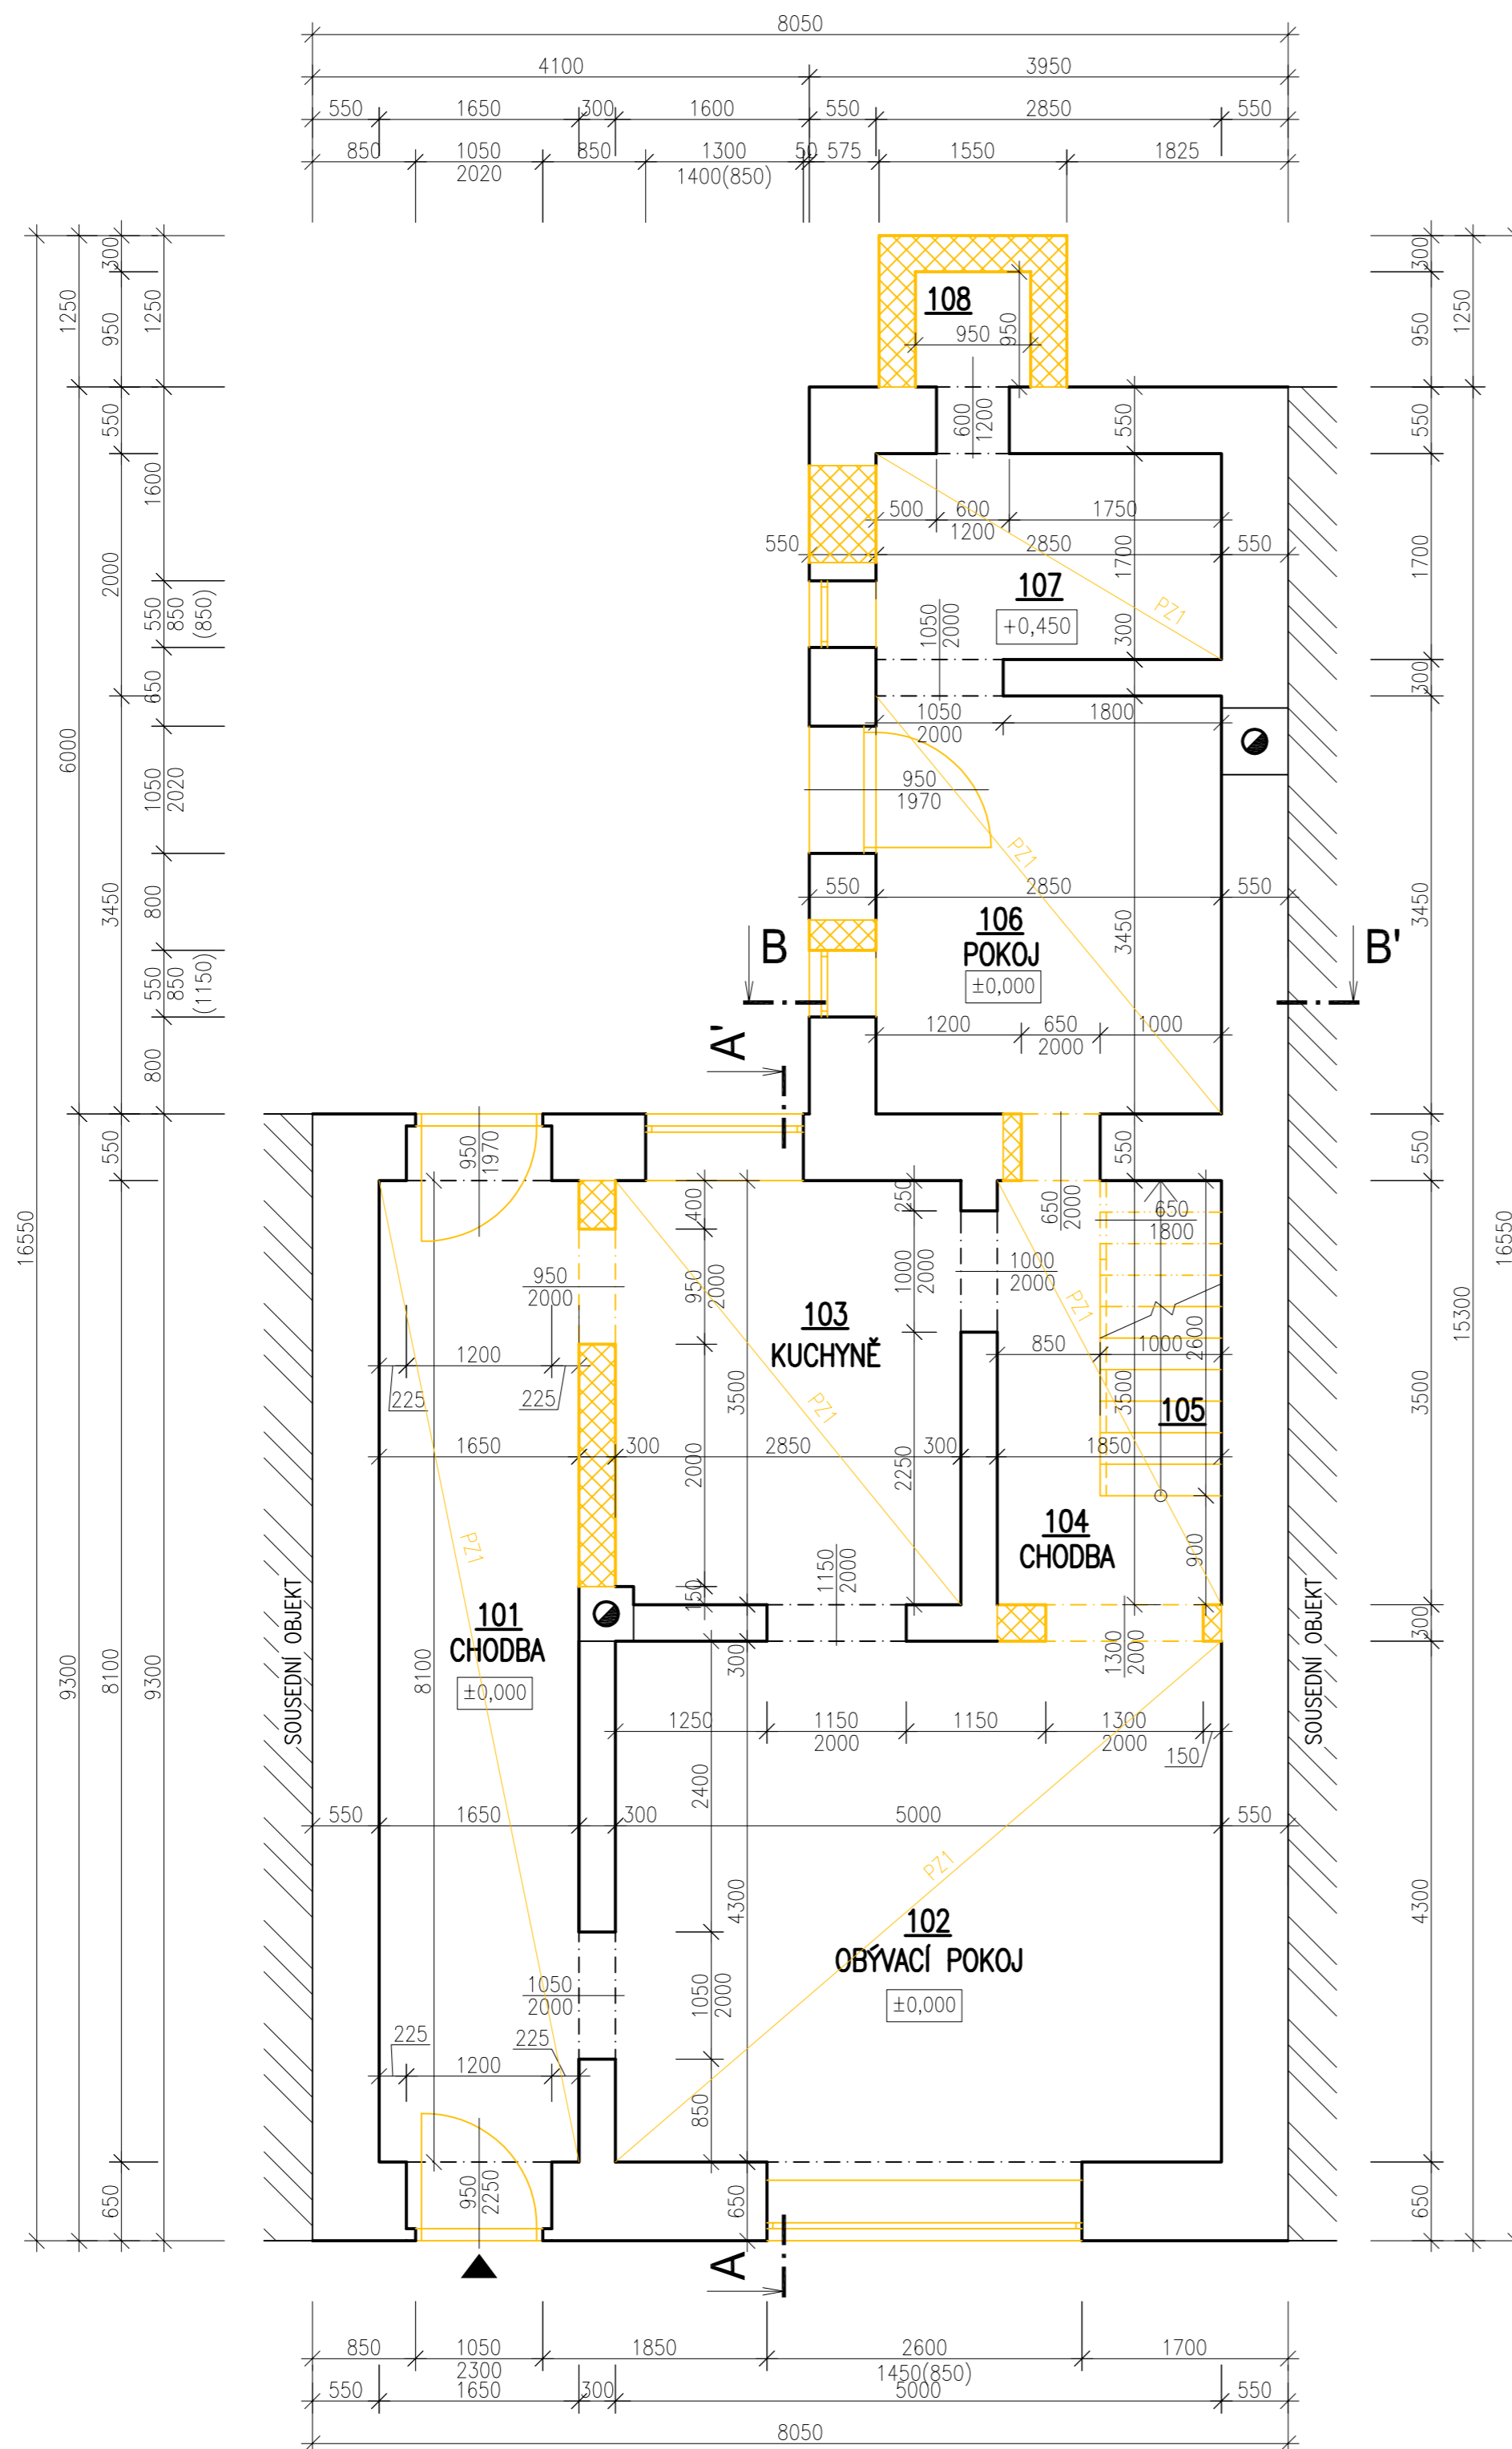 8050
4100 3950
550 1650 300 1600 550 2850 550
850 1050 850 1300 50 575 1550 1825
2020 1400(850)
16550
1250 6000 9300
300 950 550 2000 3450 550 8100 650
1250 1600 550 650 1050 800 550 800 9300
850 2020 850
(850) (1150)
108
950
950
600
1200
550
500 600 1750
1200
550 2850 550
1700
107
+0,450
PZ1
1050
2000
300
1050 1800
2000
950
1970
PZ1
550 2850 550
3450
106
POKOJ
±0,000
B B'
A'
1200 650 1000
2000
950
1970
550
650
2000
650
1800
400
250
950
2000
950
2000
1000
2000
1000
2000
103
KUCHYNĚ
PZ1
PZ1
850 1000
2600
1200
225 225
3500
3500
105
1650 300 2850 300 1850
2000
2250
104
CHODBA
900
PZ1
1150
2000
150
SOUSEDNÍ OBJEKT
101
CHODBA
±0,000
8100
300
1300
2000
SOUSEDNÍ OBJEKT
1250 1150 1150 1300
2000 2000
150
2400
550 1650 300 5000 550
PZ1
4300
102
OBÝVACÍ POKOJ
±0,000
1050
2000
1050
2000
225 225
1200
850
950
2250
650
A
300 950 550 1700 300 3450 550 3500 300 4300 650
1250 15300
16550
850 1050 1850 2600 1700
2300 1450(850)
550 1650 300 5000 550
8050